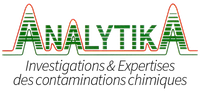 ANALYTIKA
Investigations & Expertises
des contaminations chimiques